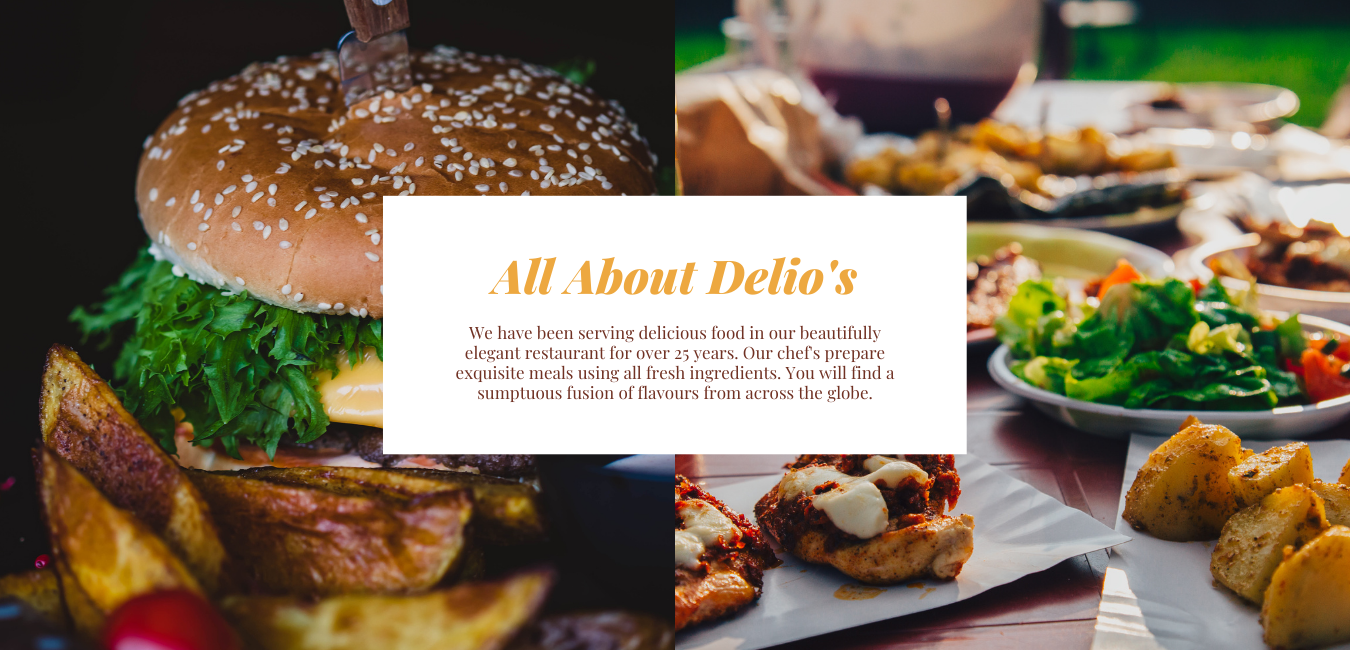 All About Delio's
We have been serving delicious food in our beautifully
elegant restaurant for over 25 years. Our chef's prepare
exquisite meals using all fresh ingredients. You will find a
sumptuous fusion of flavours from across the globe.